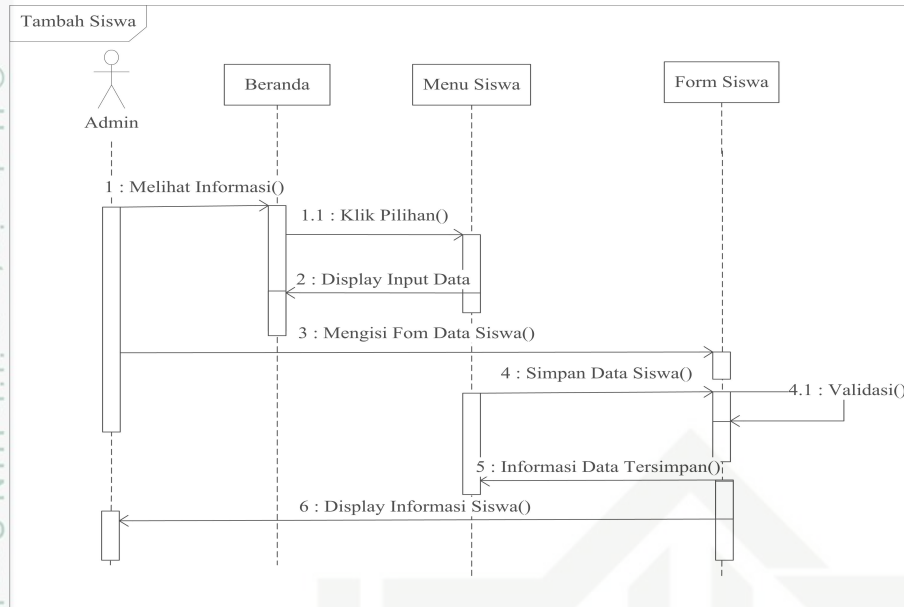 Tambah Siswa
Beranda
Menu Siswa
Form Siswa
Admin
1 : Melihat Informasi()
1.1 : Klik Pilihan()
2 : Display Input Data
3 : Mengisi Fom Data Siswa()
4 : Simpan Data Siswa()
4.1 : Validasi()
5 : Informasi Data Tersimpan()
6 : Display Informasi Siswa()